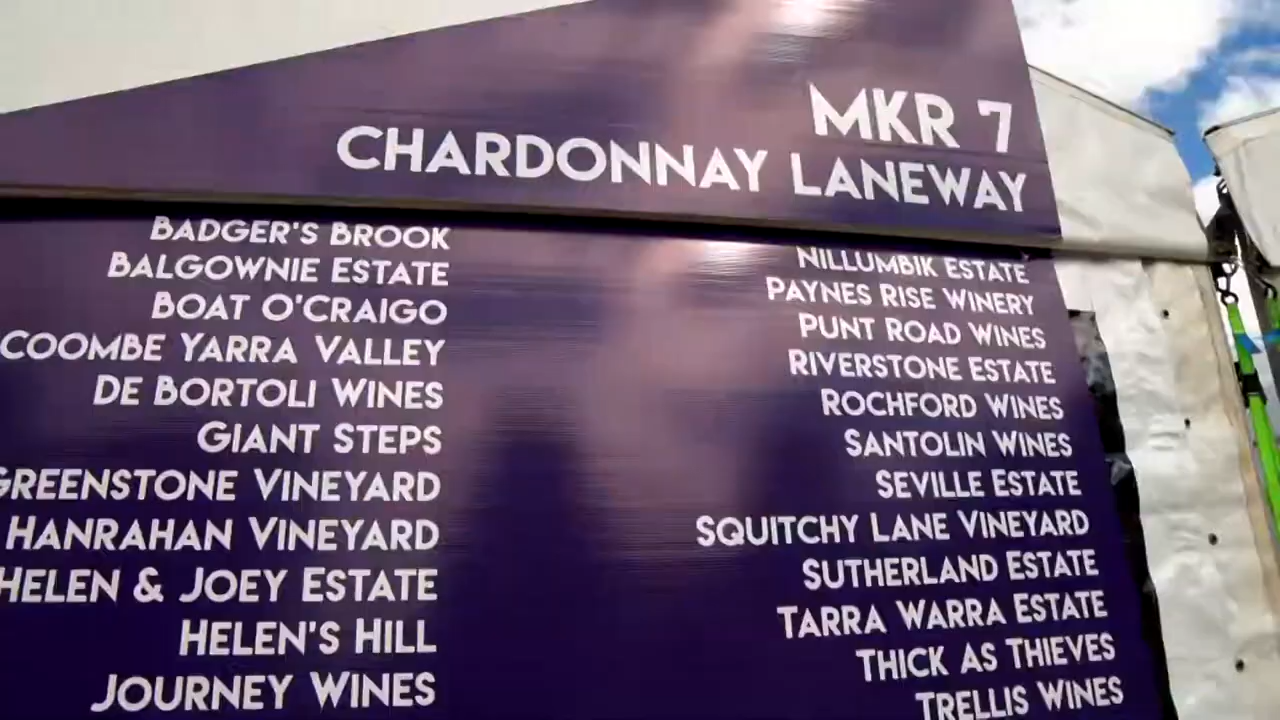 MKR 7
CHARDONNAY LANEWAY
BADGER'S BROOK
BALGOWNIE ESTATE
BOAT O'CRAIGO
COOMBE YARRA VALLEY
DE BORTOLI WINES
GIANT STEPS
GREENSTONE VINEYARD
HANRAHAN VINEYARD
HELEN & JOEY ESTATE
HELEN'S HILL
JOURNEY WINES
NILLUMBIK ESTATE
PAYNES RISE WINERY
PUNT ROAD WINES
RIVERSTONE ESTATE
ROCHFORD WINES
SANTOLIN WINES
SEVILLE ESTATE
SQUITCHY LANE VINEYARD
SUTHERLAND ESTATE
TARRA WARRA ESTATE
THICK AS THIEVES
TRELLIS WINES